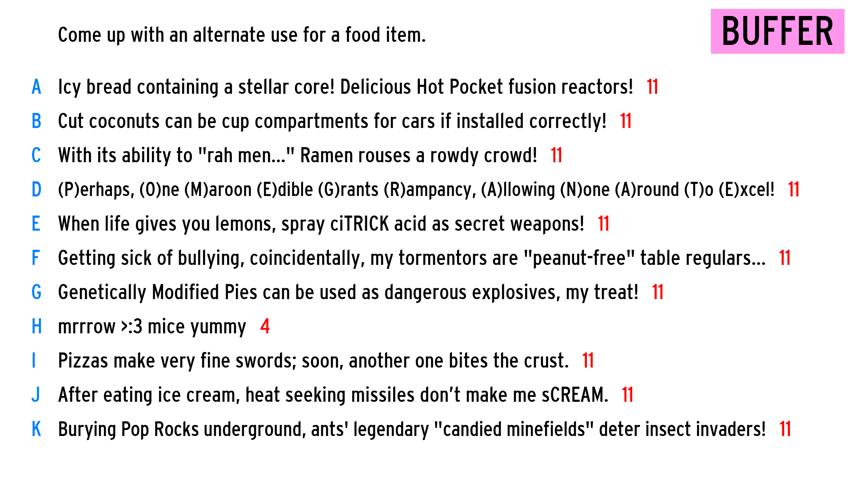 Come up with an alternate use for a food item.
BUFFER
A Icy bread containing a stellar core! Delicious Hot Pocket fusion reactors! 11
B Cut coconuts can be cup compartments for cars if installed correctly! 11
C With its ability to "rah men..." Ramen rouses a rowdy crowd! 11
D (P)erhaps, (O)ne (M)aroon (E)dible (G)rants (R)ampancy, (A)llowing (N)one (A)round (T)o (E)xcel! 11
E When life gives you lemons, spray ciTRICK acid as secret weapons! 11
F Getting sick of bullying, coincidentally, my tormentors are "peanut-free" table regulars... 11
G Genetically Modified Pies can be used as dangerous explosives, my treat! 11
H mrrrow >:3 mice yummy 4
I Pizzas make very fine swords; soon, another one bites the crust. 11
J After eating ice cream, heat seeking missiles don't make me sCREAM. 11
K Burying Pop Rocks underground, ants' legendary "candied minefields" deter insect invaders! 11